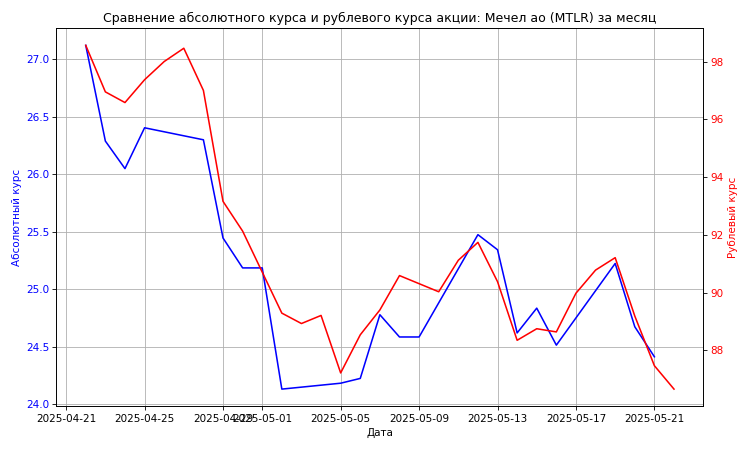 Сравнение абсолютного курса и рублевого курса акции: Мечел ао (MTLR) за месяц
Абсолютный курс
27.0
26.5
26.0
25.5
25.0
24.5
24.0
98
96
94
92
90
88
Рублевый курс
2025-04-21 2025-04-25 2025-04-29 2025-05-01 2025-05-05 2025-05-09 2025-05-13 2025-05-17 2025-05-21
Дата